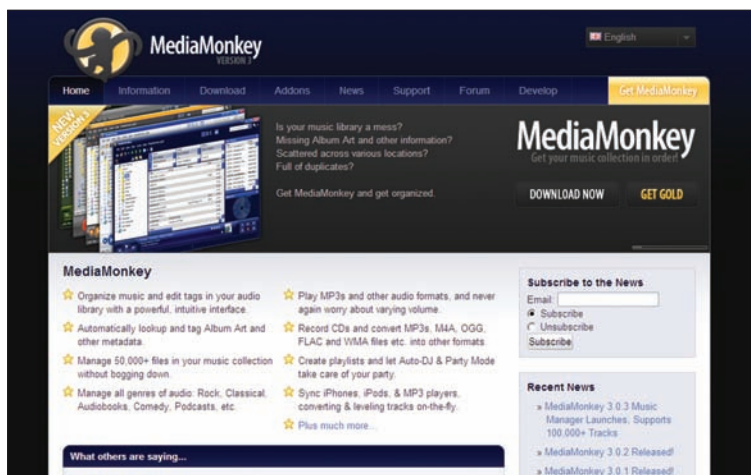 MediaMonkey
VERSION 3
English
Home Information Download Addons News Support Forum Develop Get MediaMonkey
NEW
VERSION 3
Is your music library a mess?
Missing Album Art and other information?
Scattered across various locations?
Full of duplicates?
Get MediaMonkey and get organized.
MediaMonkey
Get your music collection in order!
DOWNLOAD NOW GET GOLD
MediaMonkey
Organize music and edit tags in your audio
library with a powerful, intuitive interface.
Automatically lookup and tag Album Art and
other metadata.
Manage 50,000+ files in your music collection
without bogging down.
Manage all genres of audio: Rock, Classical,
Audiobooks, Comedy, Podcasts, etc.
Play MP3s and other audio formats, and never
again worry about varying volume.
Record CDs and convert MP3s, M4A, OGG,
FLAC and WMA files etc. into other formats.
Create playlists and let Auto-DJ & Party Mode
take care of your party.
Sync iPhones, iPods, & MP3 players,
converting & leveling tracks on-the-fly.
Plus much more...
Subscribe to the News
Email:
Subscribe
Unsubscribe
Subscribe
Recent News
» MediaMonkey 3.0.3 Music
Manager Launches, Supports
100,000+ Tracks
» MediaMonkey 3.0.2 Released!
» MediaMonkey 3.0.1 Released!
What others are saying...